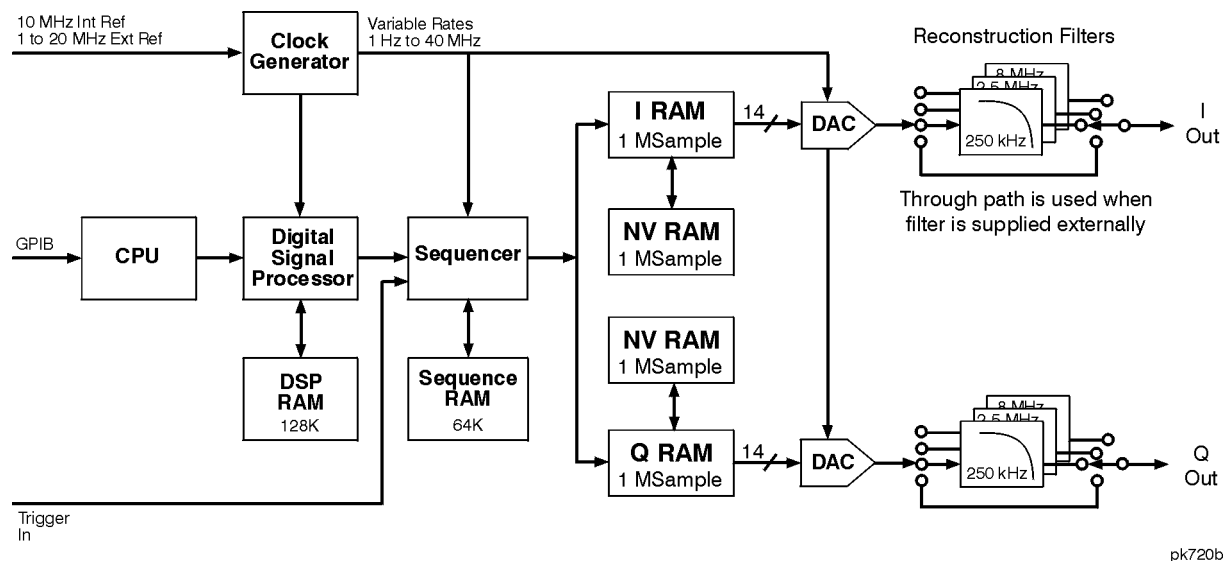 10 MHz Int Ref
1 to 20 MHz Ext Ref
Clock
Generator
Variable Rates
1 Hz to 40 MHz
Reconstruction Filters
8 MHz
2.5 MHz
250 kHz
I RAM
1 MSample
14
DAC
I
Out
Through path is used when
filter is supplied externally
NV RAM
1 MSample
GPIB
CPU
Digital
Signal
Processor
Sequencer
NV RAM
1 MSample
DSP
RAM
128K
Sequence
RAM
64K
Q RAM
1 MSample
14
DAC
8 MHz
2.5 MHz
250 kHz
Q
Out
Trigger
In
pk720b